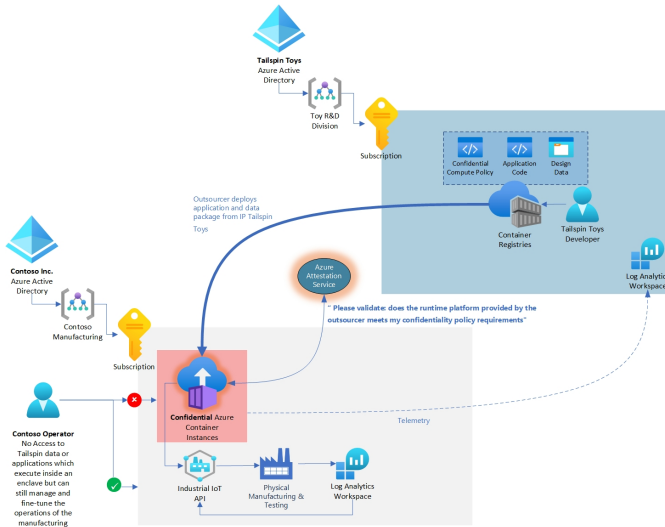 Tailspin Toys
Azure Active
Directory
Toy R&D
Division
Subscription
Confidential
Compute Policy
Application
Code
Design
Data
Outsourcer deploys
application and data
package from IP Tailspin
Toys
Container
Registries
Tailspin Toys
Developer
Log Analytics
Workspace
Contoso Inc.
Azure Active
Directory
Azure
Attestation
Service
" Please validate: does the runtime platform provided by the
outsourcer meets my confidentiality policy requirements"
Contoso
Manufacturing
Subscription
Confidential Azure
Container
Instances
Telemetry
Contoso Operator
No Access to
Tailspin data or
applications which
execute inside an
enclave but can
still manage and
fine-tune the
operations of the
manufacturing
Industrial IoT
API
Physical
Manufacturing &
Testing
Log Analytics
Workspace